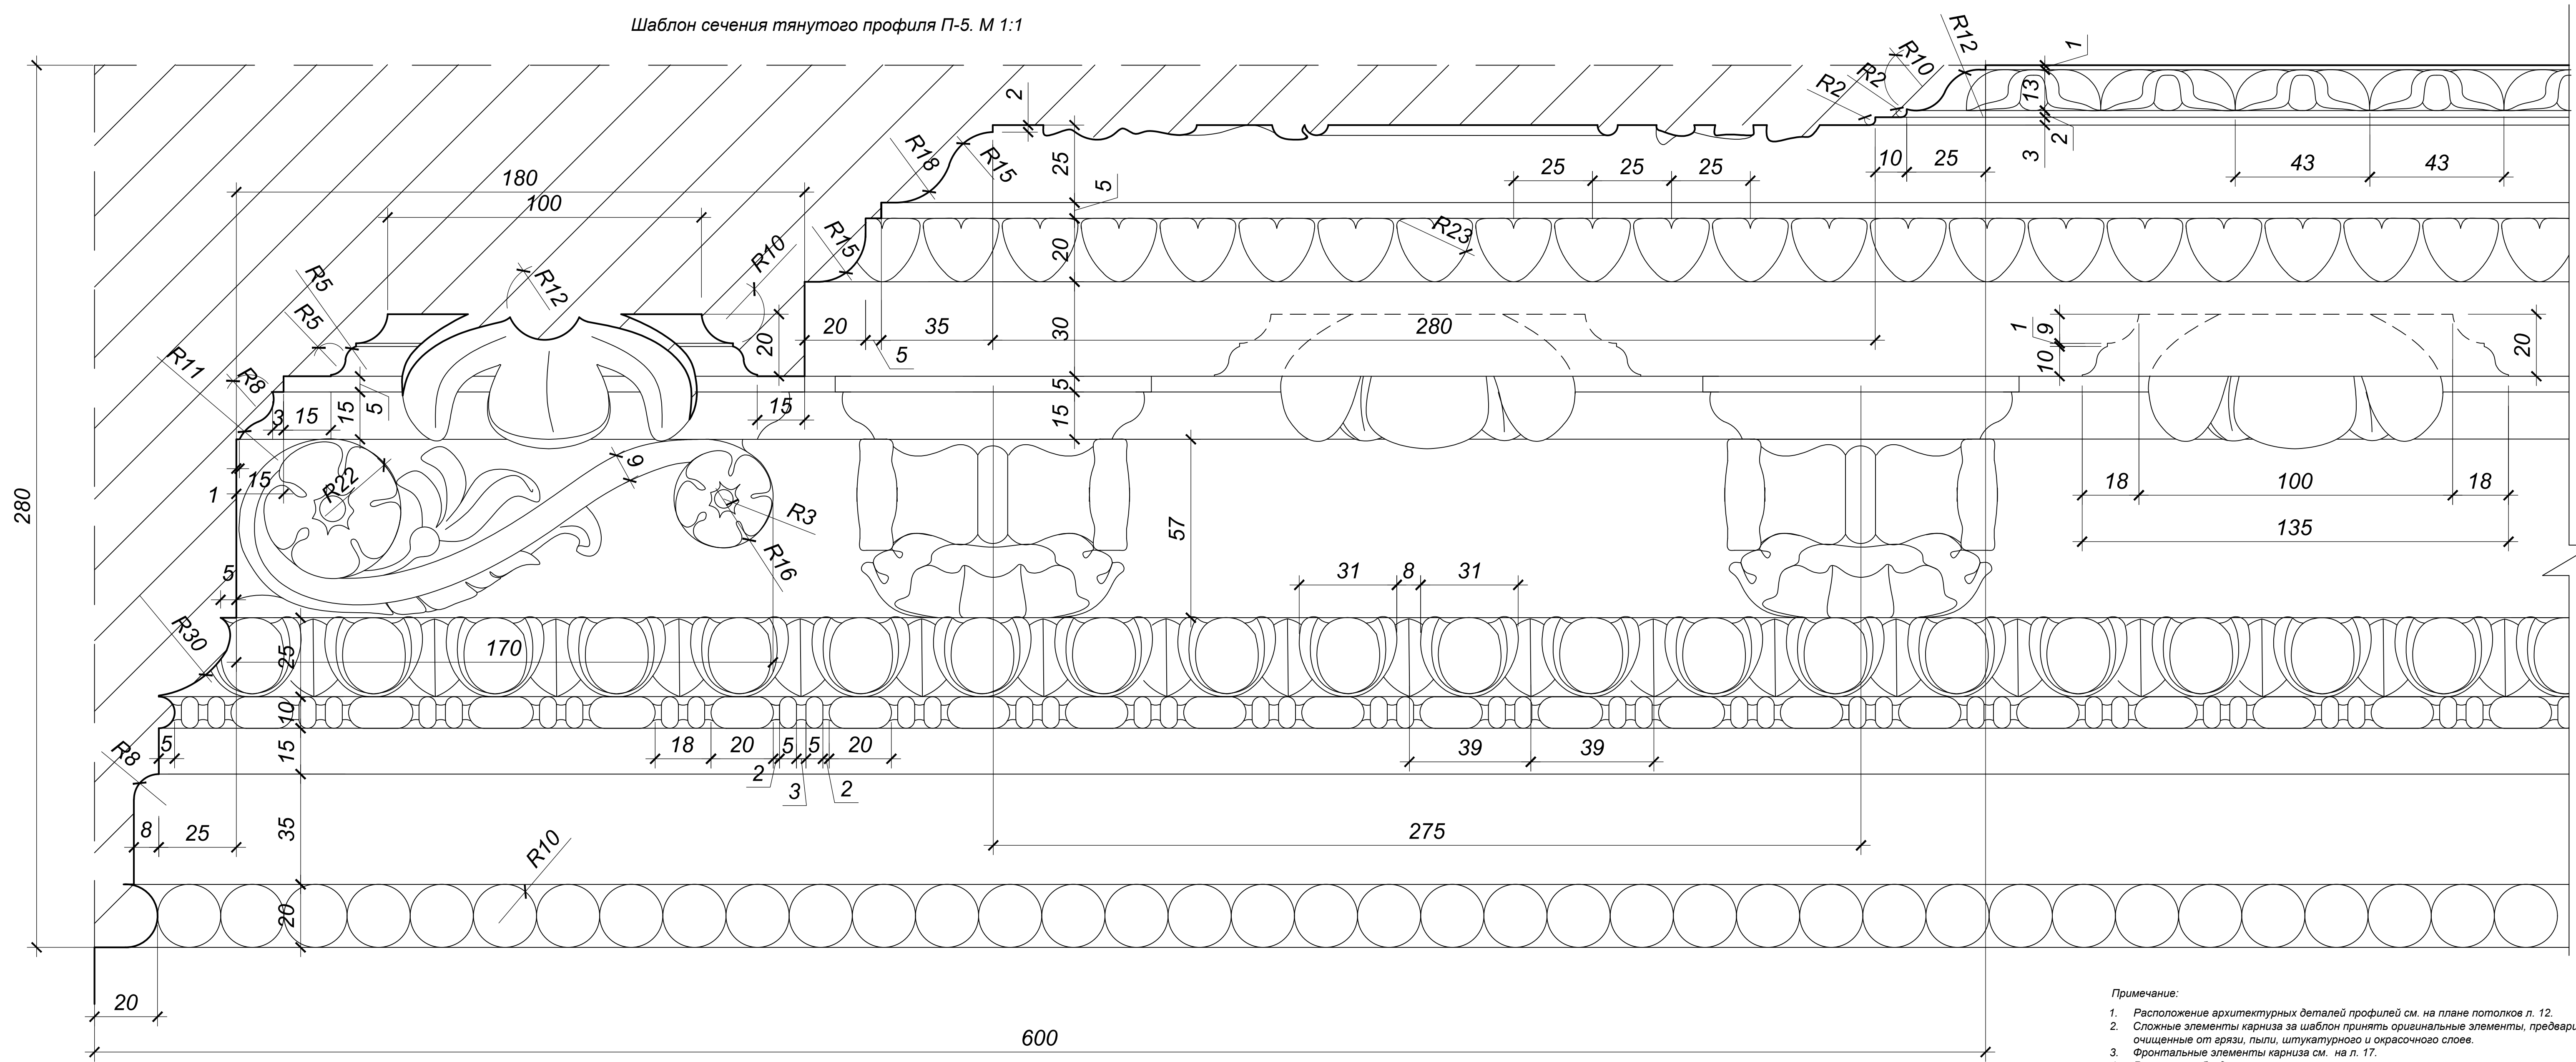 Шаблон сечения тянутого профиля П-5. М 1:1
R12
R10
R2
R2
1
13
2
3
2
25
R18
R15
5
10
25
43
43
25
25
25
180
100
R15
R10
R23
R12
R5
R5
20
20
35
5
30
280
20
1
9
10
20
R11
R8
3
15
15
5
15
5
15
15
1
R22
9
R3
R16
57
18
100
18
135
280
5
R30
25
170
31
8
31
10
5
15
R8
18
20
5
5
20
2
3
2
39
39
8
25
35
R10
275
20
20
600
Примечание:
1. Расположение архитектурных деталей профилей см. на плане потолков л. 12.
2. Сложные элементы карниза за шаблон принять оригинальные элементы,
очищенные от грязи, пыли, штукатурного и окрасочного слоев.
3. Фронтальные элементы карниза см. на л. 17.